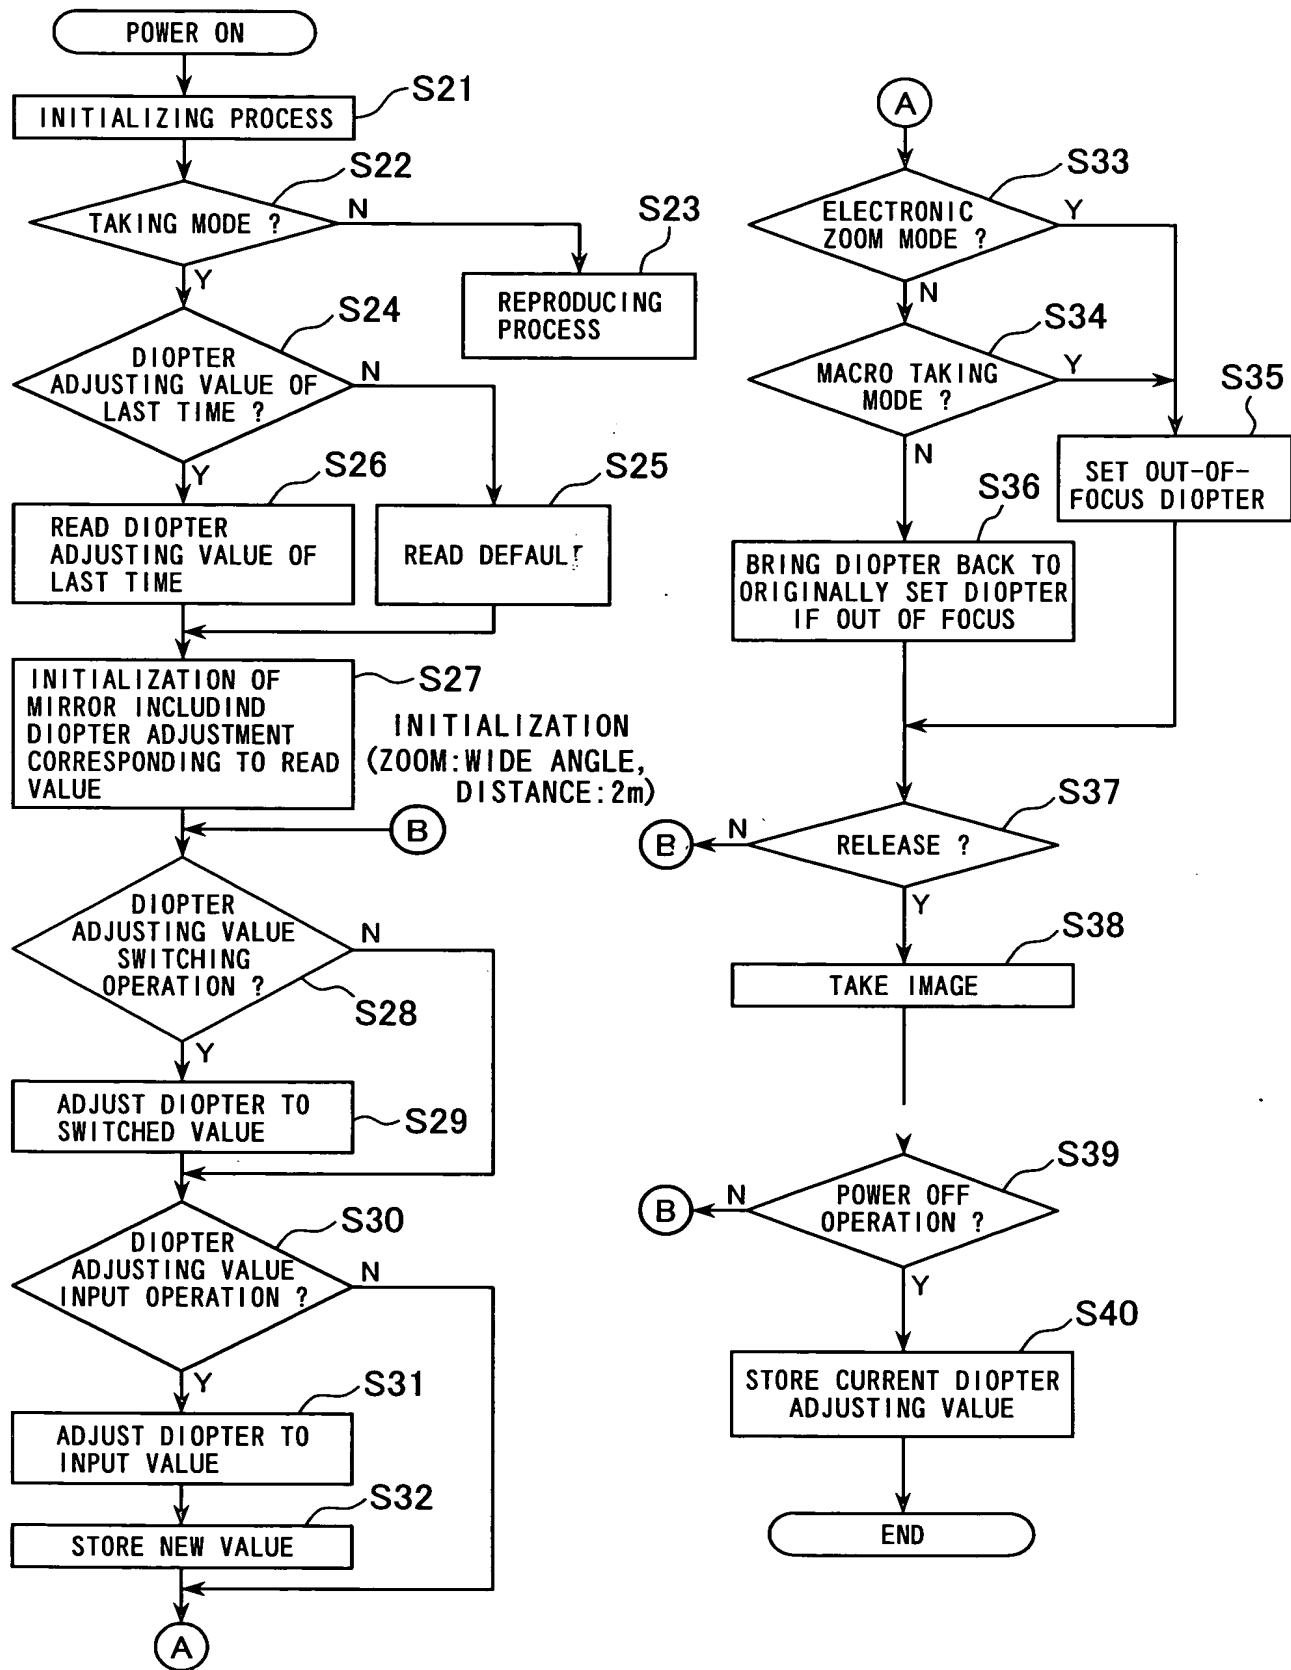 POWER ON
S21
INITIALIZING PROCESS
S22
TAKING MODE ?
N
Y
S23
REPRODUCING
PROCESS
S24
DIOPTER
ADJUSTING VALUE OF
LAST TIME ?
N
Y
S26
READ DIOPTER
ADJUSTING VALUE OF
LAST TIME
S25
READ DEFAULT
S27
INITIALIZATION OF
MIRROR INCLUDIND
DIOPTER ADJUSTMENT
CORRESPONDING TO READ
VALUE
INITIALIZATION
(ZOOM:WIDE ANGLE,
DISTANCE:2m)
B
DIOPTER
ADJUSTING VALUE
SWITCHING
OPERATION ?
N
S28
Y
ADJUST DIOPTER TO
SWITCHED VALUE
S29
S30
DIOPTER
ADJUSTING VALUE
INPUT OPERATION ?
N
Y
S31
ADJUST DIOPTER TO
INPUT VALUE
S32
STORE NEW VALUE
A
A
S33
ELECTRONIC
ZOOM MODE ?
Y
N
S34
MACRO TAKING
MODE ?
Y
N
S35
SET OUT-OF-
FOCUS DIOPTER
S36
BRING DIOPTER BACK TO
ORIGINALLY SET DIOPTER
IF OUT OF FOCUS
S37
RELEASE ?
N
B
Y
S38
TAKE IMAGE
S39
POWER OFF
OPERATION ?
N
B
Y
S40
STORE CURRENT DIOPTER
ADJUSTING VALUE
END